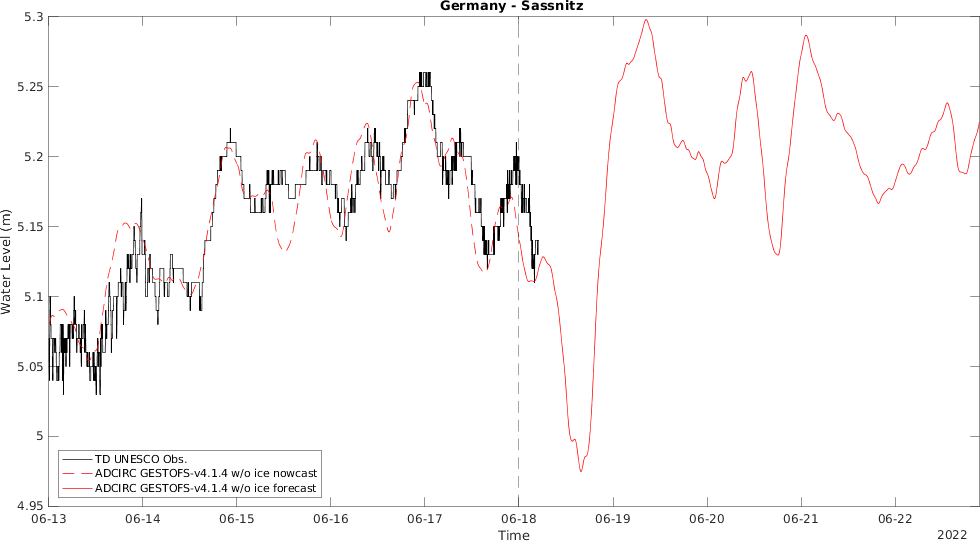 Germany - Sassnitz
5.3
5.25
5.2
5.15
5.1
5.05
5
4.95
Water Level (m)
TD UNESCO Obs.
ADCIRC GESTOFS-v4.1.4 w/o ice nowcast
ADCIRC GESTOFS-v4.1.4 w/o ice forecast
06-13 06-14 06-15 06-16 06-17 06-18 06-19 06-20 06-21 06-22
Time
2022